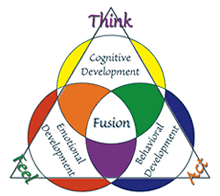 Think
Cognitive
Development
Fusion
Emotional
Development
Behavioral
Development
Feel
Act